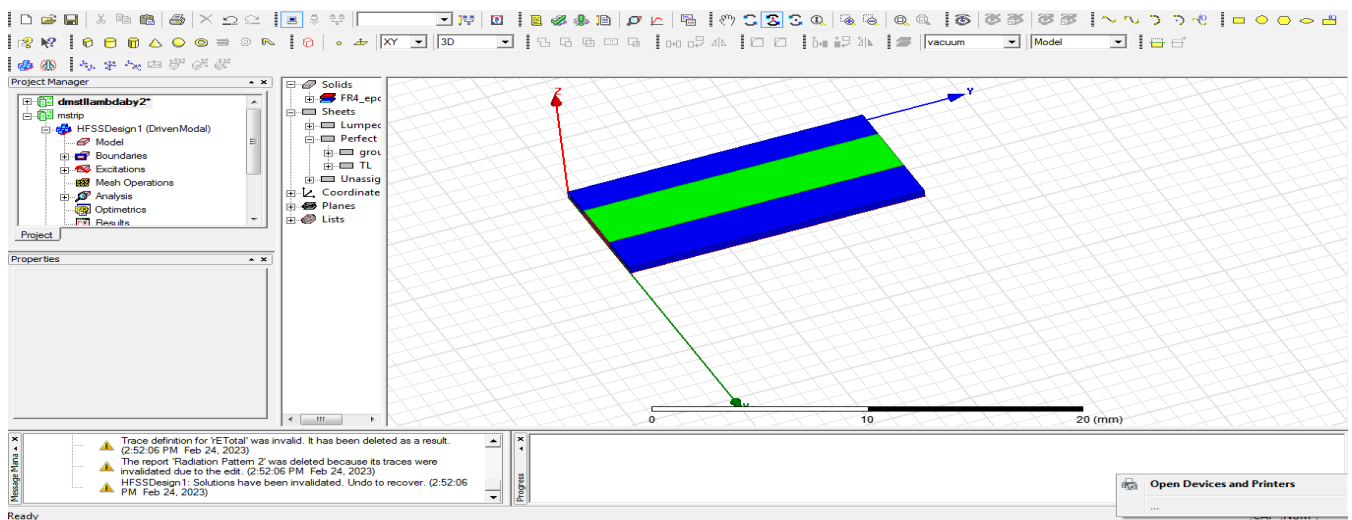 vacuum
Model
XY
3D
Project Manager
dmstllambdaby2*
mstrip
HFSSDesign1 (DrivenModal)
Model
Boundaries
Excitations
Mesh Operations
Analysis
Optimetrics
Results
Project
Properties
Solids
FR4_epc
Sheets
Lumpec
Perfect
grou
TL
Unassig
Coordinate
Planes
Lists
Z
Y
0
10
20 (mm)
Message Mana
Trace definition for 'rETotal' was invalid. It has been deleted as a result.
(2:52:06 PM Feb 24, 2023)
The report 'Radiation Pattern 2' was deleted because its traces were
invalidated due to the edit. (2:52:06 PM Feb 24, 2023)
HFSSDesign1: Solutions have been invalidated. Undo to recover. (2:52:06
PM Feb 24, 2023)
Progress
Open Devices and Printers
...
Ready